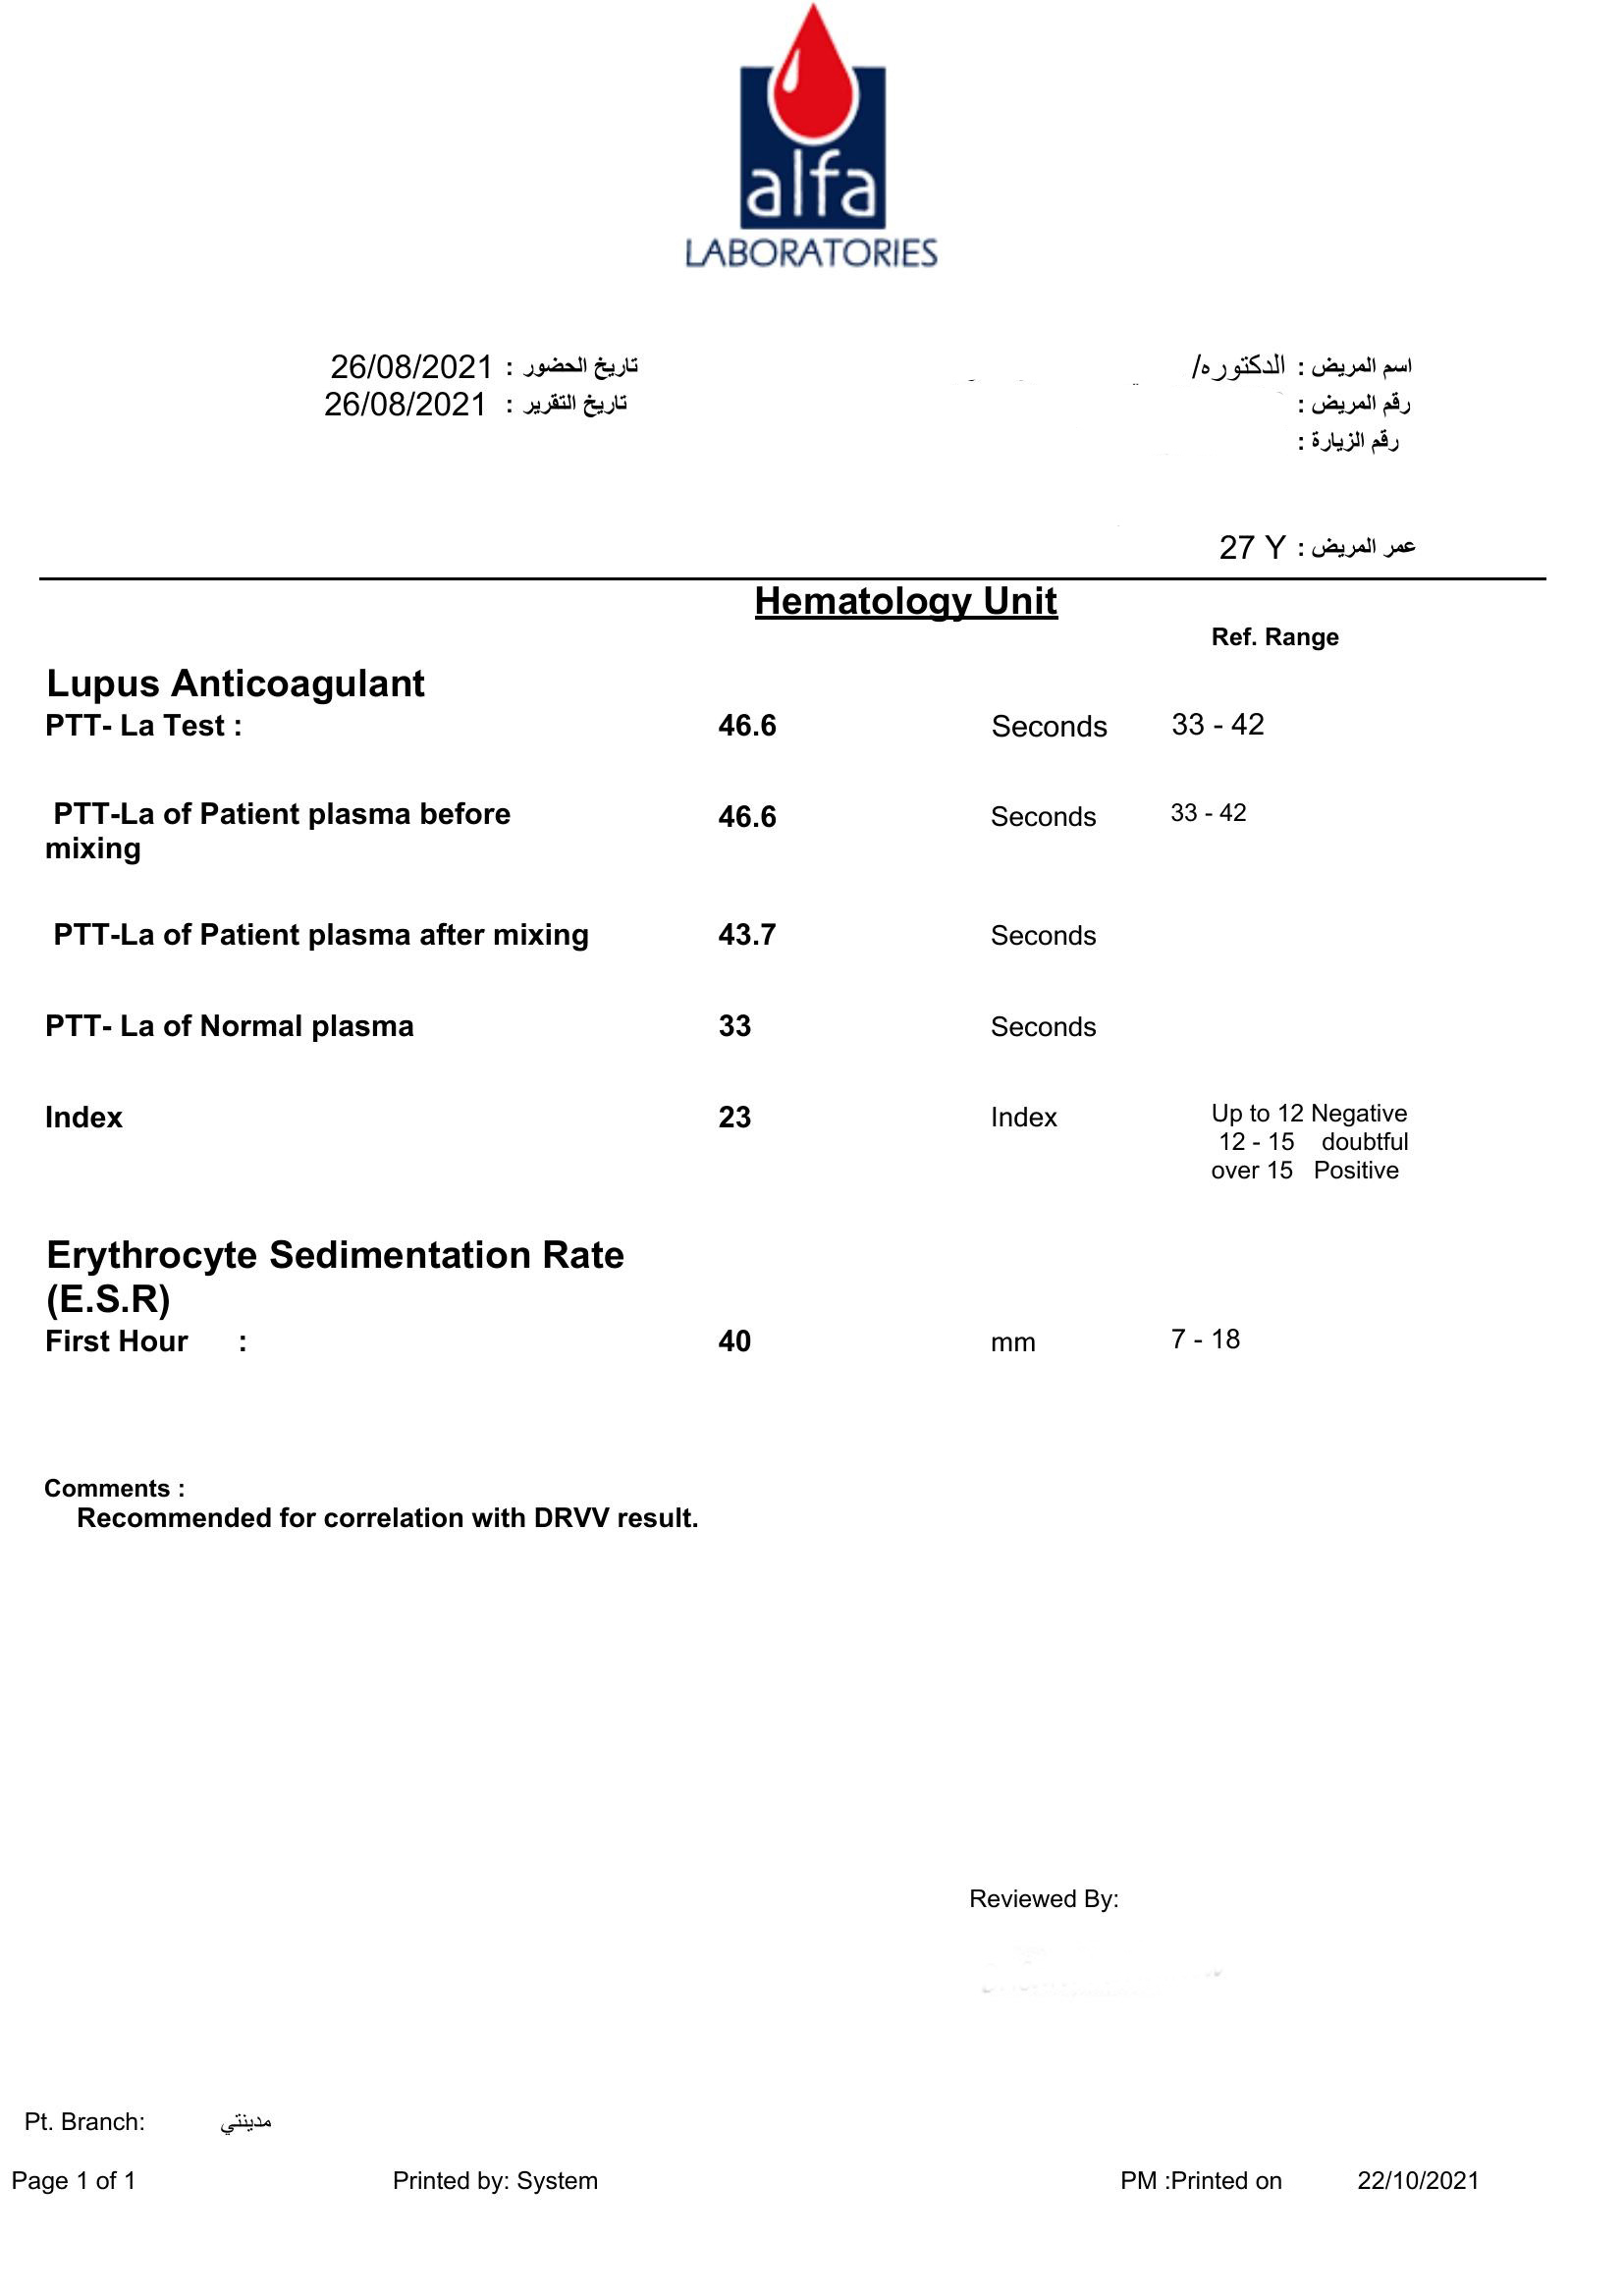 alfa
LABORATORIES
اسم المريض : الدكتوره/
تاريخ الحضور : 26/08/2021
رقم المريض :
تاريخ التقرير : 26/08/2021
رقم الزيارة :
عمر المريض : 27 Y
Hematology Unit
Ref. Range
Lupus Anticoagulant
PTT- La Test : 46.6 Seconds 33 - 42
PTT-La of Patient plasma before 46.6 Seconds 33 - 42
mixing
PTT-La of Patient plasma after mixing 43.7 Seconds
PTT- La of Normal plasma 33 Seconds
Index 23 Index Up to 12 Negative
12 - 15 doubtful
over 15 Positive
Erythrocyte Sedimentation Rate
(E.S.R)
First Hour : 40 mm 7 - 18
Comments :
Recommended for correlation with DRVV result.
Reviewed By:
Pt. Branch: مدينتي
Page 1 of 1 Printed by: System PM :Printed on 22/10/2021